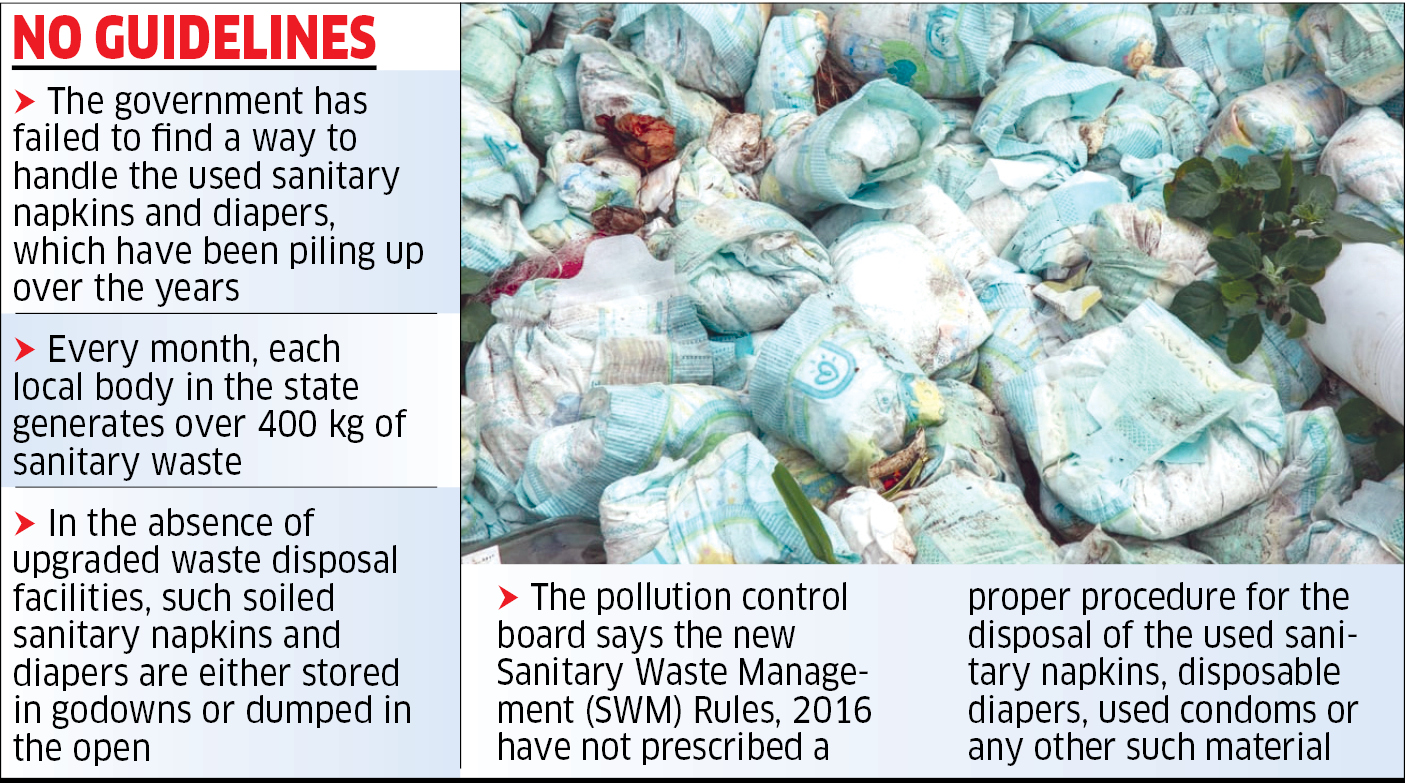 NO GUIDELINES
➤ The government has
failed to find a way to
handle the used sanitary
napkins and diapers,
which have been piling up
over the years
➤ Every month, each
local body in the state
generates over 400 kg of
sanitary waste
➤ In the absence of
upgraded waste disposal
facilities, such soiled
sanitary napkins and
diapers are either stored
in godowns or dumped in
the open
➤ The pollution control
board says the new
Sanitary Waste Manage-
ment (SWM) Rules, 2016
have not prescribed a
proper procedure for the
disposal of the used sani-
tary napkins, disposable
diapers, used condoms or
any other such material